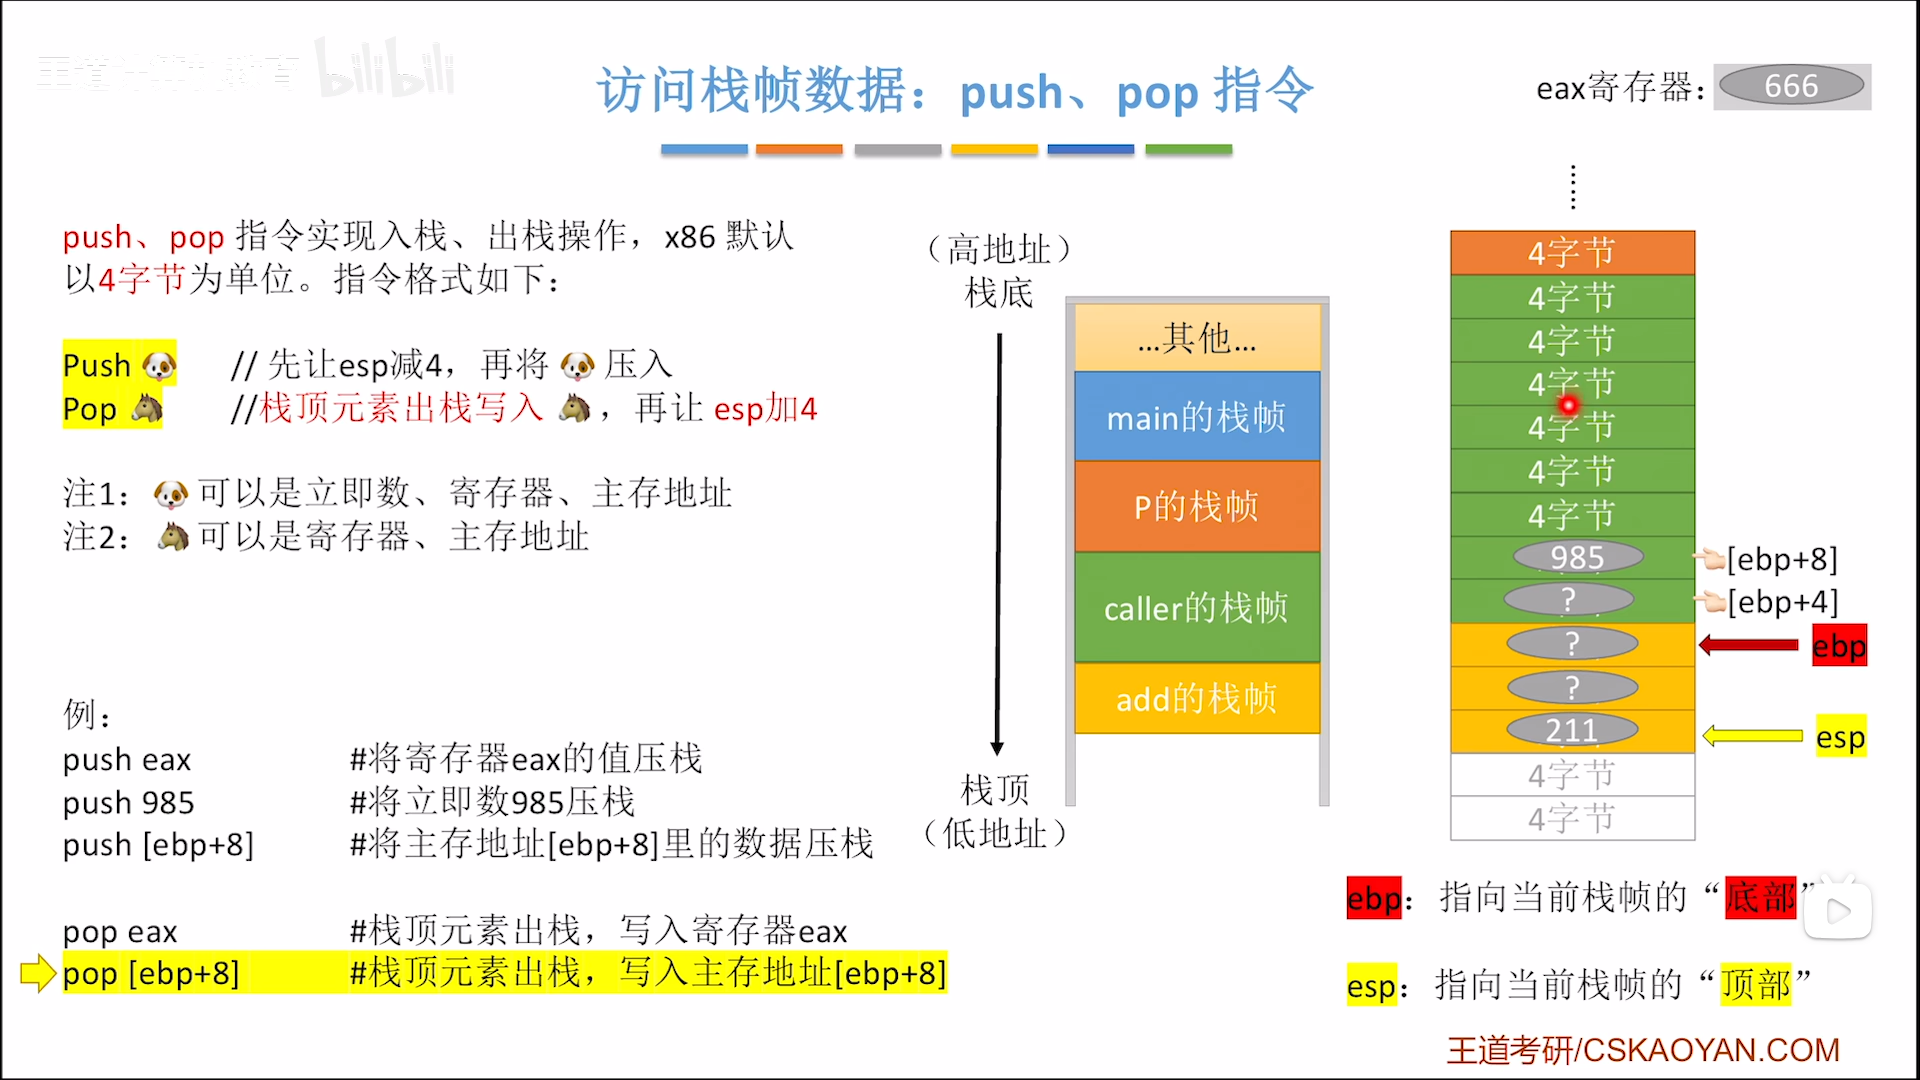 bilibili
访问栈帧数据：push、pop 指令
eax寄存器：
666
push、pop 指令实现入栈、出栈操作，x86 默认
以4字节为单位。指令格式如下：
Push // 先让esp减4，再将 压入
Pop //栈顶元素出栈写入 ，再让 esp加4
注1： 可以是立即数、寄存器、主存地址
注2： 可以是寄存器、主存地址
例：
push eax #将寄存器eax的值压栈
push 985 #将立即数985压栈
push [ebp+8] #将主存地址[ebp+8]里的数据压栈
pop eax #栈顶元素出栈，写入寄存器eax
pop [ebp+8] #栈顶元素出栈，写入主存地址[ebp+8]
（高地址）
栈底
栈顶
（低地址）
...其他...
main的栈帧
P的栈帧
caller的栈帧
add的栈帧
4字节
4字节
4字节
4字节
4字节
4字节
4字节
985 [ebp+8]
? [ebp+4]
? ebp
?
211 esp
4字节
4字节
ebp： 指向当前栈帧的“底部”
esp： 指向当前栈帧的“顶部”
王道考研/CSKAOYAN.COM